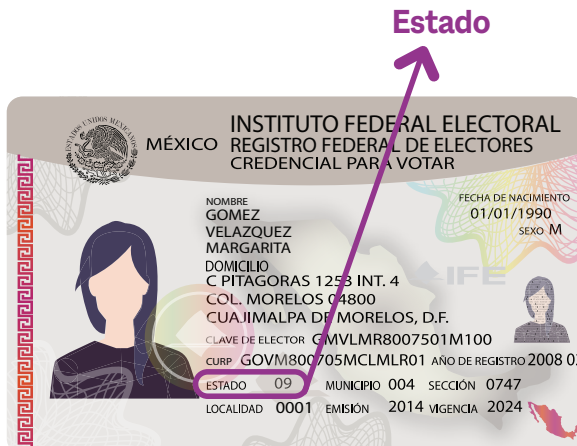 Estado
INSTITUTO FEDERAL ELECTORAL
MÉXICO REGISTRO FEDERAL DE ELECTORES
CREDENCIAL PARA VOTAR
ESTADOS UNIDOS MEXICANOS
NOMBRE
GOMEZ
VELAZQUEZ
MARGARITA
FECHA DE NACIMIENTO
01/01/1990
SEXO M
DOMICILIO
C PITAGORAS 1253 INT. 4
COL. MORELOS 04800
CUAJIMALPA DE MORELOS, D.F.
IFE
CLAVE DE ELECTOR GMVLMR8007501M100
CURP GOVM800705MCLMLR01 AÑO DE REGISTRO 2008
ESTADO 09 MUNICIPIO 004 SECCIÓN 0747
LOCALIDAD 0001 EMISIÓN 2014 VIGENCIA 2024